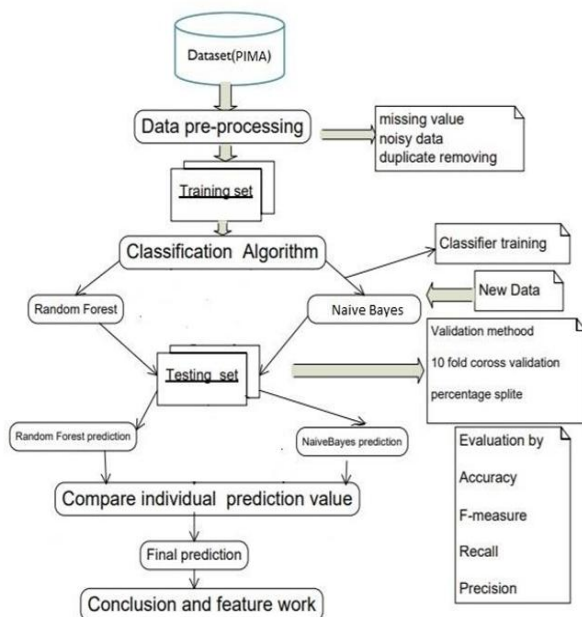 Dataset(PIMA)
Data pre-processing
missing value
noisy data
duplicate removing
Training set
Classification Algorithm
Classifier training
Random Forest
Naive Bayes
New Data
Validation methood
10 fold coross validation
percentage splite
Testing set
Random Forest prediction
NaiveBayes prediction
Evaluation by
Accuracy
F-measure
Recall
Precision
Compare individual prediction value
Final prediction
Conclusion and feature work